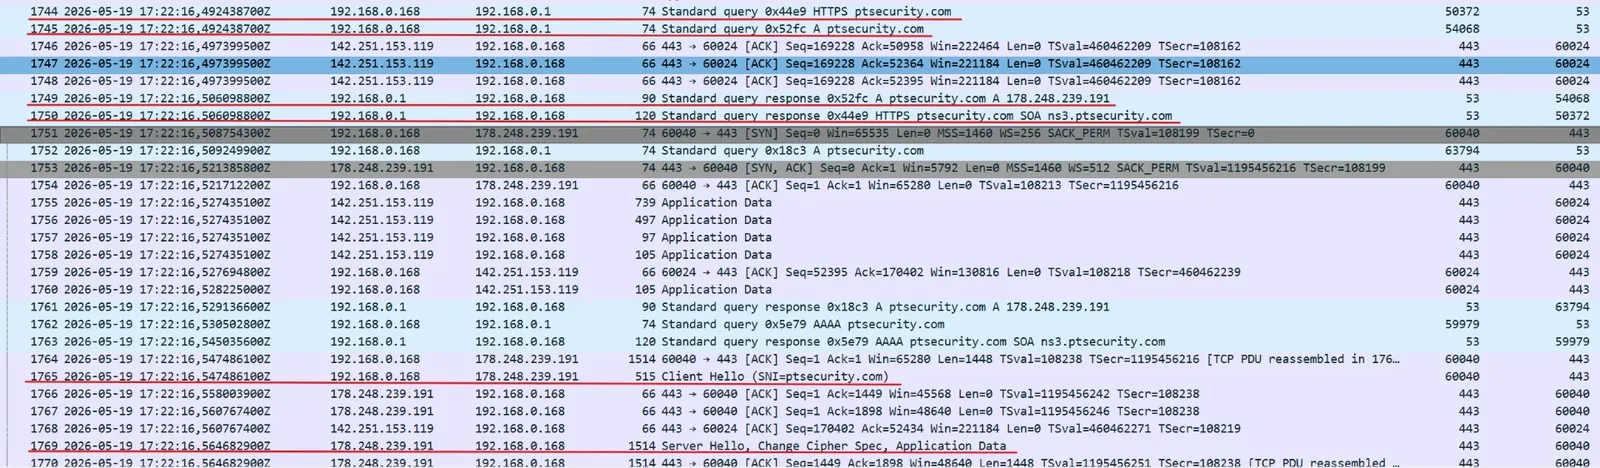 1744 2026-05-19 17:22:16,492438700Z 192.168.0.168 192.168.0.1 74 Standard query 0x44e9 HTTPS ptsecurity.com 50372 53
1745 2026-05-19 17:22:16,492438700Z 192.168.0.168 192.168.0.1 74 Standard query 0x52fc A ptsecurity.com 54068 53
1746 2026-05-19 17:22:16,497399500Z 142.251.153.119 192.168.0.168 66 443 → 60024 [ACK] Seq=169228 Ack=50958 Win=222464 Len=0 TSval=460462209 TSecr=108162 443 60024
1747 2026-05-19 17:22:16,497399500Z 142.251.153.119 192.168.0.168 66 443 → 60024 [ACK] Seq=169228 Ack=52364 Win=221184 Len=0 TSval=460462209 TSecr=108162 443 60024
1748 2026-05-19 17:22:16,497399500Z 142.251.153.119 192.168.0.168 66 443 → 60024 [ACK] Seq=169228 Ack=52395 Win=221184 Len=0 TSval=460462209 TSecr=108162 443 60024
1749 2026-05-19 17:22:16,506098800Z 192.168.0.1 192.168.0.168 90 Standard query response 0x52fc A ptsecurity.com A 178.248.239.191 53 54068
1750 2026-05-19 17:22:16,506098800Z 192.168.0.1 192.168.0.168 120 Standard query response 0x44e9 HTTPS ptsecurity.com SOA ns3.ptsecurity.com 53 50372
1751 2026-05-19 17:22:16,508754300Z 192.168.0.168 178.248.239.191 74 60040 → 443 [SYN] Seq=0 Win=65535 Len=0 MSS=1460 WS=256 SACK_PERM TSval=108199 TSecr=0 60040 443
1752 2026-05-19 17:22:16,509249900Z 192.168.0.168 192.168.0.1 74 Standard query 0x18c3 A ptsecurity.com 63794 53
1753 2026-05-19 17:22:16,521385800Z 178.248.239.191 192.168.0.168 74 443 → 60040 [SYN, ACK] Seq=0 Ack=1 Win=5792 Len=0 MSS=1460 WS=512 SACK_PERM TSval=1195456216 TSecr=108199 443 60040
1754 2026-05-19 17:22:16,521712200Z 192.168.0.168 178.248.239.191 66 60040 → 443 [ACK] Seq=1 Ack=1 Win=65280 Len=0 TSval=108213 TSecr=1195456216 60040 443
1755 2026-05-19 17:22:16,527435100Z 142.251.153.119 192.168.0.168 739 Application Data 443 60024
1756 2026-05-19 17:22:16,527435100Z 142.251.153.119 192.168.0.168 497 Application Data 443 60024
1757 2026-05-19 17:22:16,527435100Z 142.251.153.119 192.168.0.168 97 Application Data 443 60024
1758 2026-05-19 17:22:16,527435100Z 142.251.153.119 192.168.0.168 105 Application Data 443 60024
1759 2026-05-19 17:22:16,527694800Z 192.168.0.168 142.251.153.119 66 60024 → 443 [ACK] Seq=52395 Ack=170402 Win=130816 Len=0 TSval=108218 TSecr=460462239 60024 443
1760 2026-05-19 17:22:16,528225000Z 192.168.0.168 142.251.153.119 105 Application Data 60024 443
1761 2026-05-19 17:22:16,529136600Z 192.168.0.1 192.168.0.168 90 Standard query response 0x18c3 A ptsecurity.com A 178.248.239.191 53 63794
1762 2026-05-19 17:22:16,530502800Z 192.168.0.168 192.168.0.1 74 Standard query 0x5e79 AAAA ptsecurity.com 59979 53
1763 2026-05-19 17:22:16,545035600Z 192.168.0.1 192.168.0.168 120 Standard query response 0x5e79 AAAA ptsecurity.com SOA ns3.ptsecurity.com 53 59979
1764 2026-05-19 17:22:16,547486100Z 192.168.0.168 178.248.239.191 1514 60040 → 443 [ACK] Seq=1 Ack=1 Win=65280 Len=1448 TSval=108238 TSecr=1195456216 [TCP PDU reassembled in 176… 60040 443
1765 2026-05-19 17:22:16,547486100Z 192.168.0.168 178.248.239.191 515 Client Hello (SNI=ptsecurity.com) 60040 443
1766 2026-05-19 17:22:16,558003900Z 178.248.239.191 192.168.0.168 66 443 → 60040 [ACK] Seq=1 Ack=1449 Win=45568 Len=0 TSval=1195456242 TSecr=108238 443 60040
1767 2026-05-19 17:22:16,560767400Z 178.248.239.191 192.168.0.168 66 443 → 60040 [ACK] Seq=1 Ack=1898 Win=48640 Len=0 TSval=1195456246 TSecr=108238 443 60040
1768 2026-05-19 17:22:16,560767400Z 142.251.153.119 192.168.0.168 66 443 → 60024 [ACK] Seq=170402 Ack=52434 Win=221184 Len=0 TSval=460462271 TSecr=108219 443 60024
1769 2026-05-19 17:22:16,564682900Z 178.248.239.191 192.168.0.168 1514 Server Hello, Change Cipher Spec, Application Data 443 60040
1770 2026-05-19 17:22:16,564682900Z 178.248.239.191 192.168.0.168 1514 443 → 60040 [ACK] Seq=1449 Ack=1898 Win=48640 Len=1448 TSval=1195456251 TSecr=108238 [TCP PDU reassembled … 443 60040